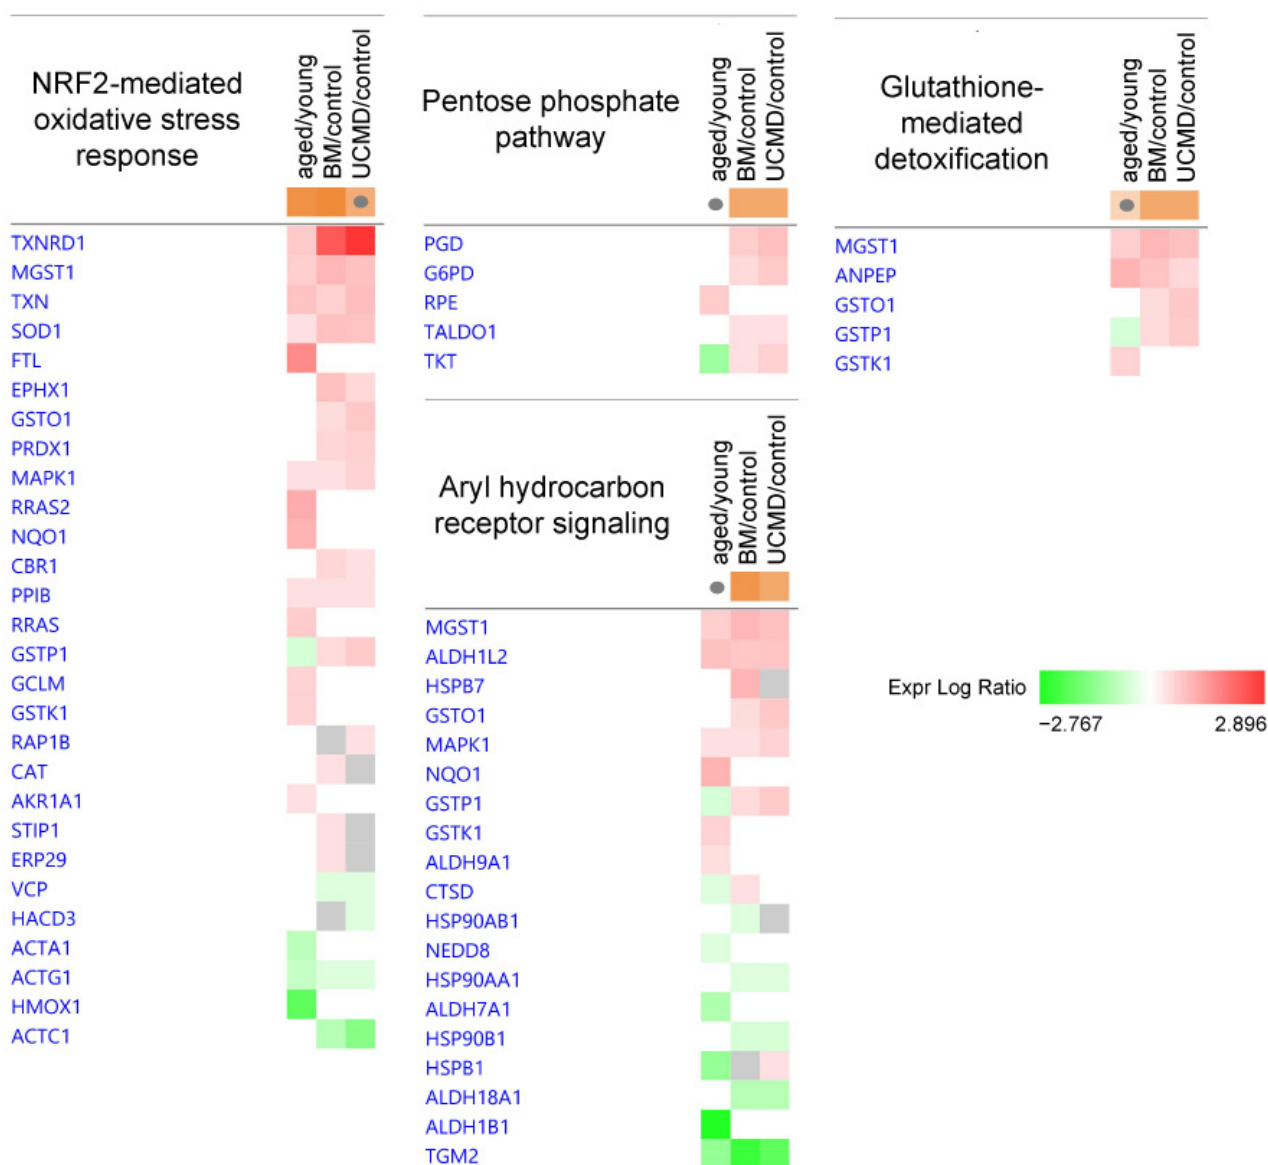 NRF2-mediated
oxidative stress
response
aged/young
BM/control
UCMD/control
TXNRD1
MGST1
TXN
SOD1
FTL
EPHX1
GSTO1
PRDX1
MAPK1
RRAS2
NQO1
CBR1
PPIB
RRAS
GSTP1
GCLM
GSTK1
RAP1B
CAT
AKR1A1
STIP1
ERP29
VCP
HACD3
ACTA1
ACTG1
HMOX1
ACTC1
Pentose phosphate
pathway
aged/young
BM/control
UCMD/control
PGD
G6PD
RPE
TALDO1
TKT
Aryl hydrocarbon
receptor signaling
aged/young
BM/control
UCMD/control
MGST1
ALDH1L2
HSPB7
GSTO1
MAPK1
NQO1
GSTP1
GSTK1
ALDH9A1
CTSD
HSP90AB1
NEDD8
HSP90AA1
ALDH7A1
HSP90B1
HSPB1
ALDH18A1
ALDH1B1
TGM2
Glutathione-
mediated
detoxification
aged/young
BM/control
UCMD/control
MGST1
ANPEP
GSTO1
GSTP1
GSTK1
Expr Log Ratio
−2.767 2.896